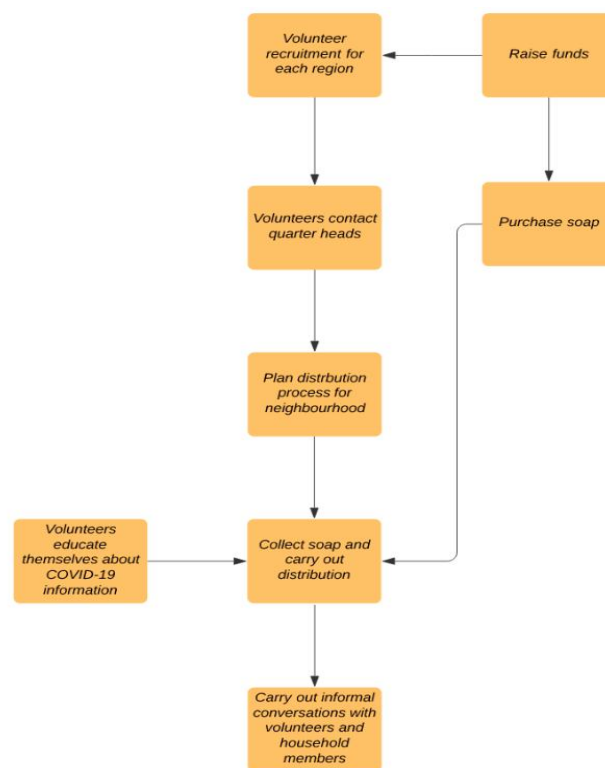 Volunteer
recruitment for
each region
Raise funds
Volunteers contact
quarter heads
Purchase soap
Plan distrbution
process for
neighbourhood
Volunteers
educate
themselves about
COVID-19
information
Collect soap and
carry out
distribution
Carry out informal
conversations with
volunteers and
household
members